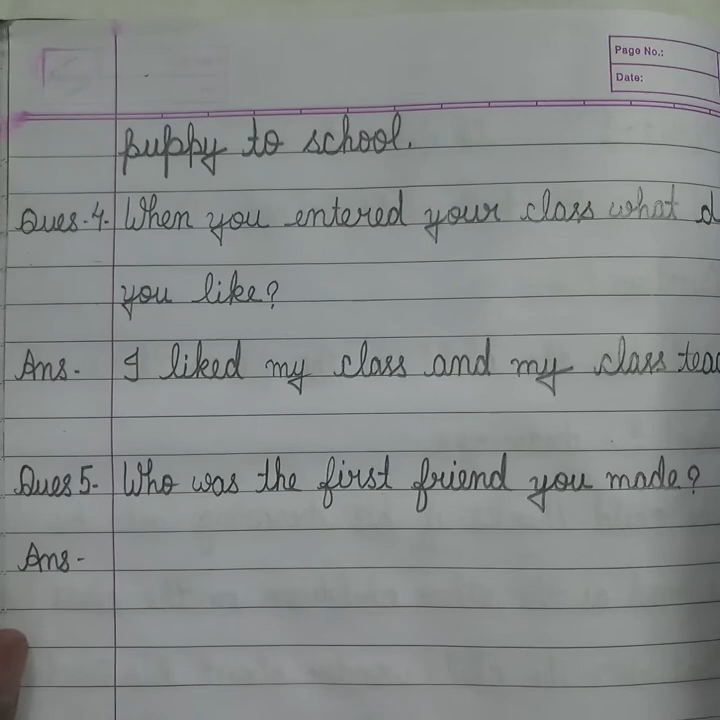 Page No.:
Date:
puppy to school.
Ques.4. When you entered your class what
you like?
Ans. I liked my class and my class
Ques 5. Who was the first friend you made?
Ans -